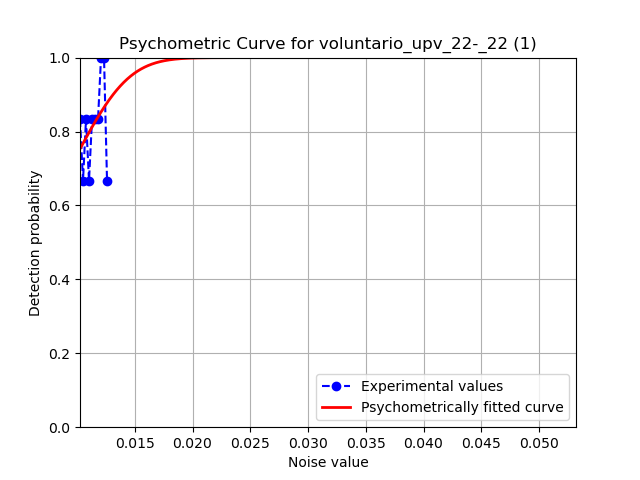 Psychometric Curve for voluntario_upv_22-_22 (1)
1.0
0.8
0.6
0.4
0.2
0.0
Detection probability
0.015 0.020 0.025 0.030 0.035 0.040 0.045 0.050
Noise value
Experimental values
Psychometrically fitted curve